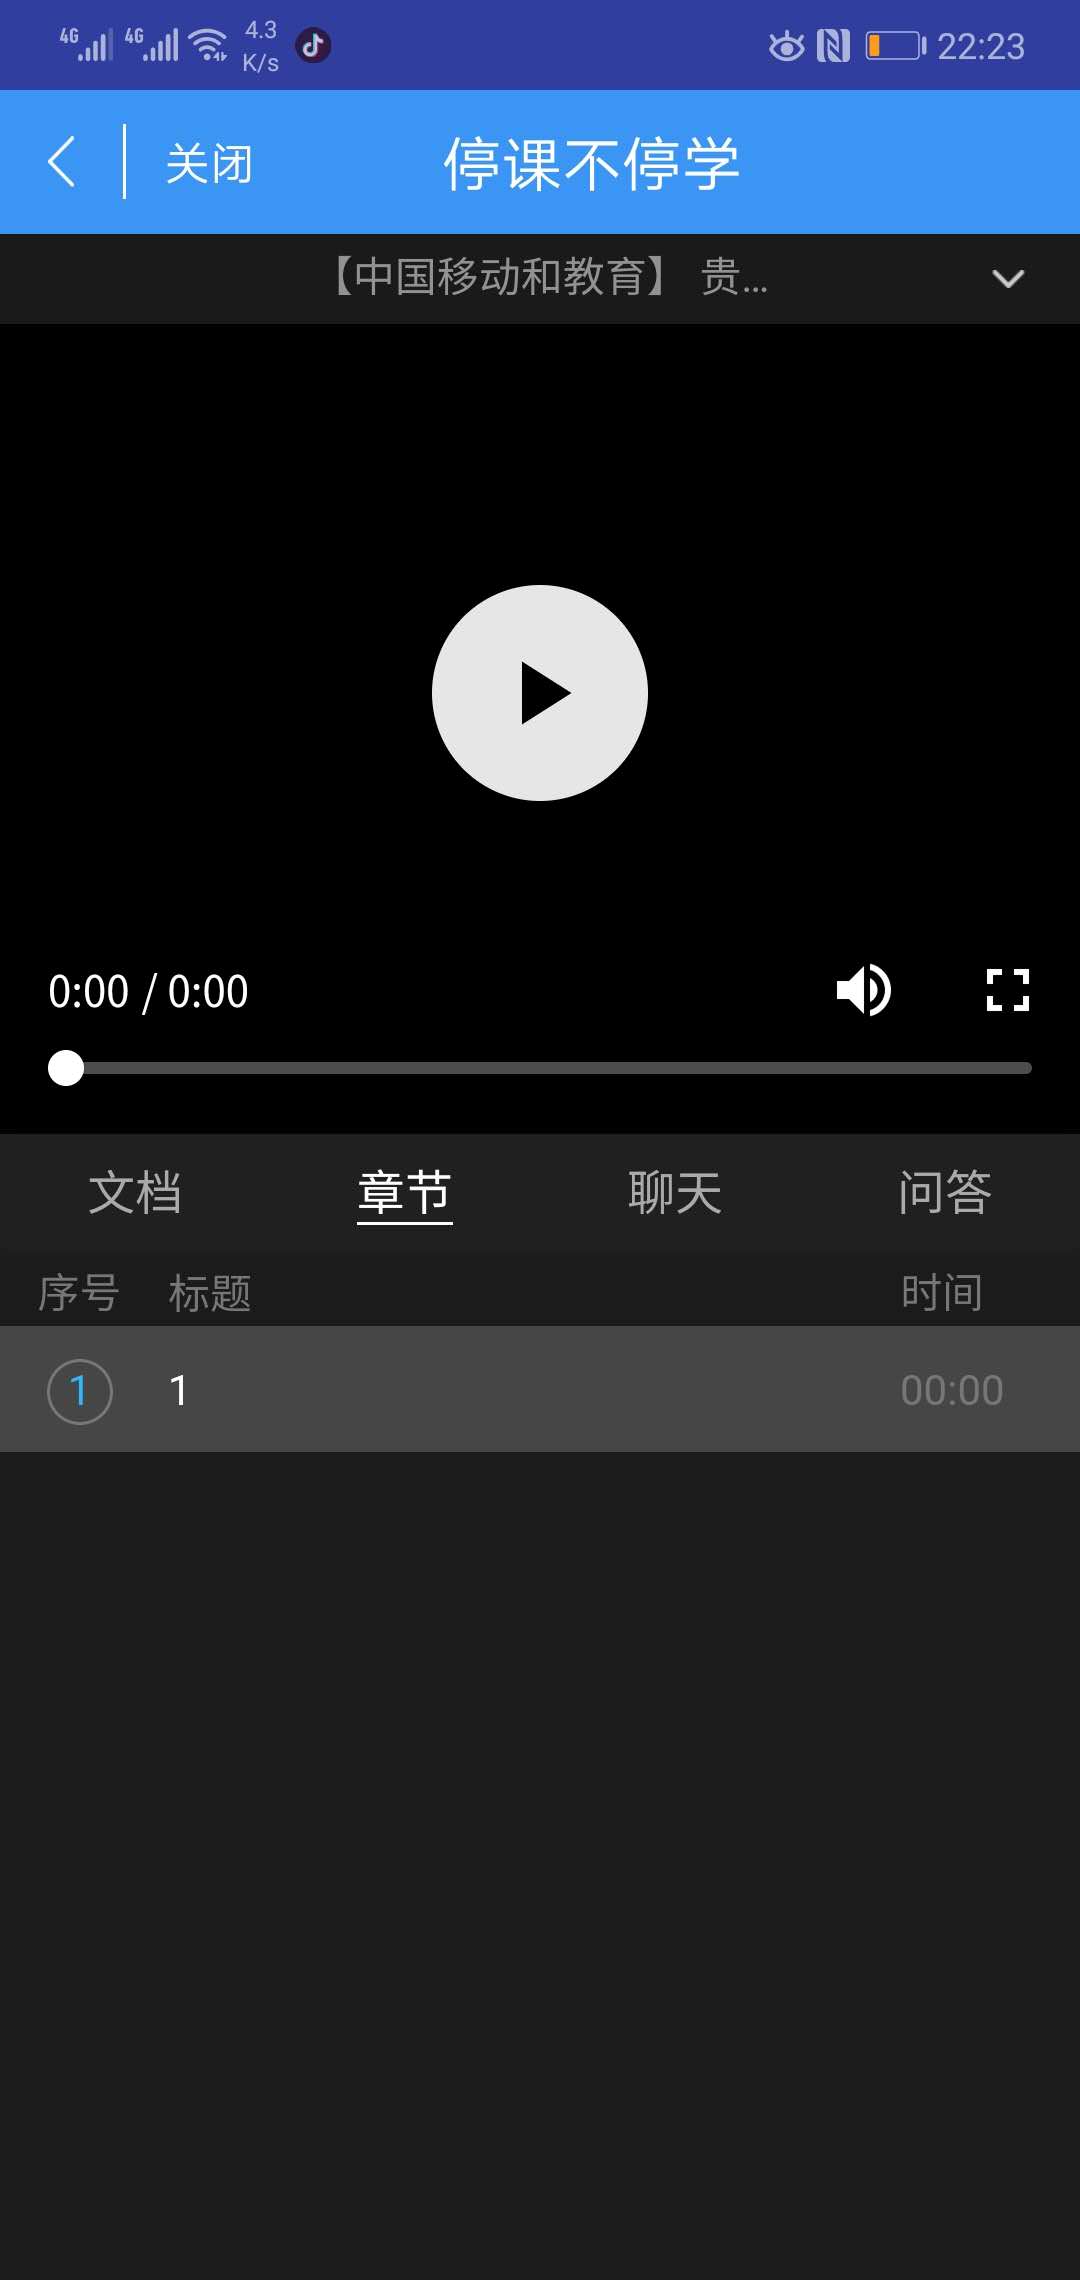 4G 4G 4.3 K/s 22:23
关闭 停课不停学
【中国移动和教育】 贵...
0:00 / 0:00
文档 章节 聊天 问答
序号 标题 时间
1 1 00:00